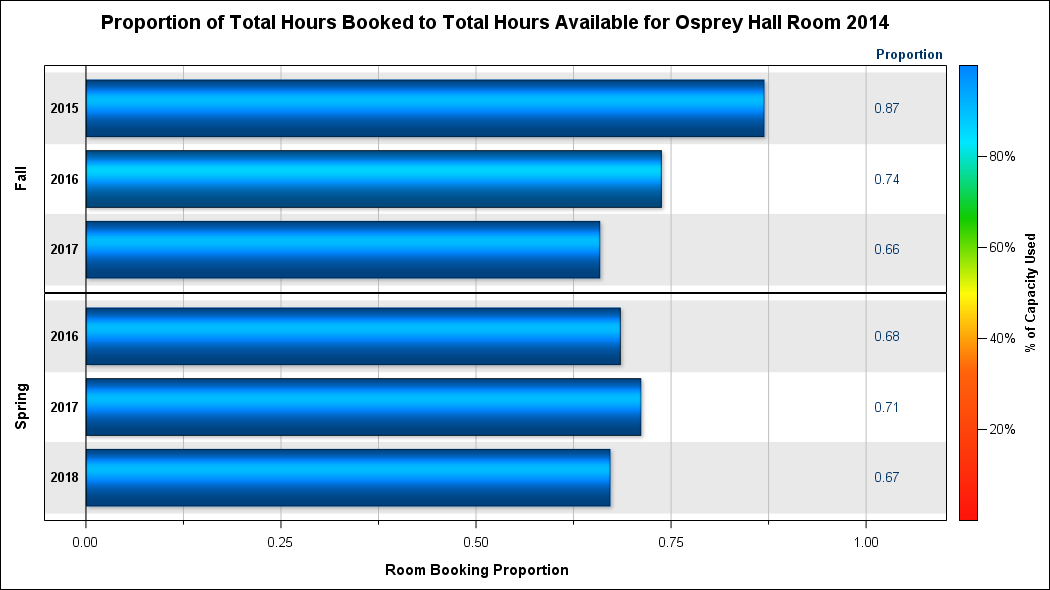 Proportion of Total Hours Booked to Total Hours Available for Osprey Hall Room 2014
Proportion
Fall
2015 0.87
2016 0.74
2017 0.66
Spring
2016 0.68
2017 0.71
2018 0.67
0.00 0.25 0.50 0.75 1.00
Room Booking Proportion
80%
60%
40%
20%
% of Capacity Used